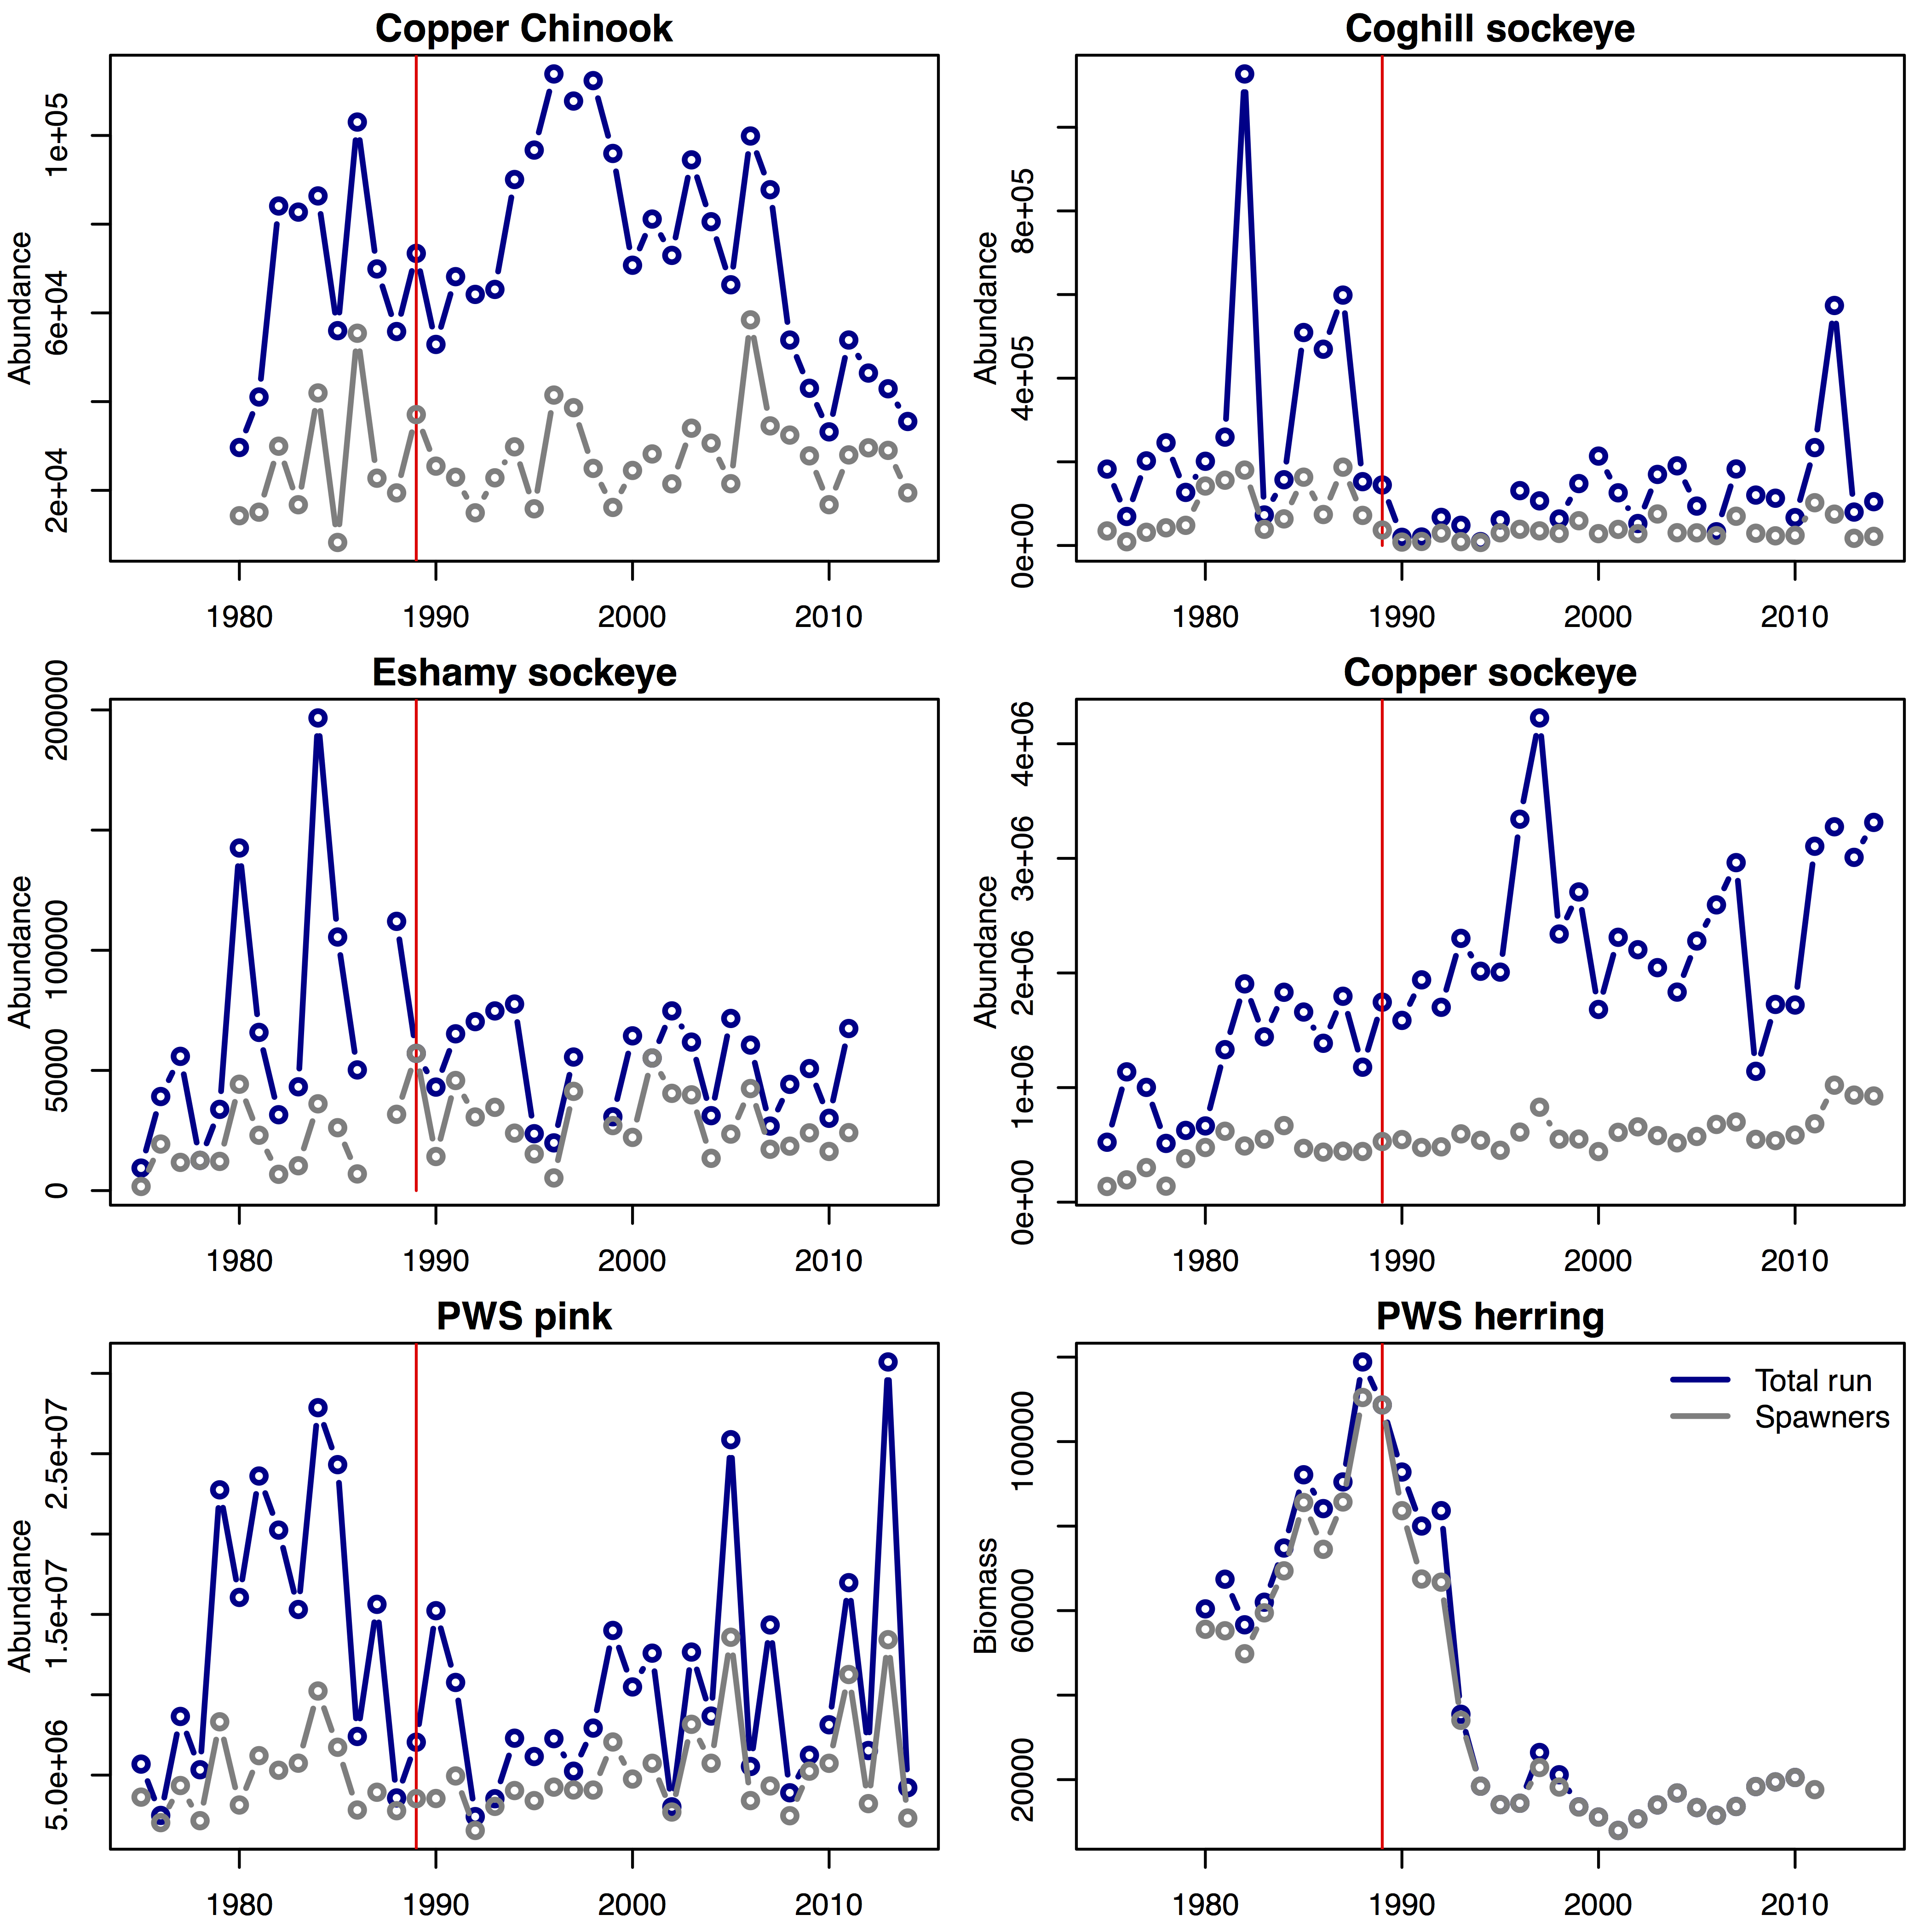 Copper Chinook
Abundance
2e+04 6e+04 1e+05
1980 1990 2000 2010
Coghill sockeye
Abundance
0e+00 4e+05 8e+05
1980 1990 2000 2010
Eshamy sockeye
Abundance
0 50000 100000 200000
1980 1990 2000 2010
Copper sockeye
Abundance
0e+00 1e+06 2e+06 3e+06 4e+06
1980 1990 2000 2010
PWS pink
Abundance
5.0e+06 1.5e+07 2.5e+07
1980 1990 2000 2010
PWS herring
Biomass
20000 60000 100000
Total run
Spawners
1980 1990 2000 2010